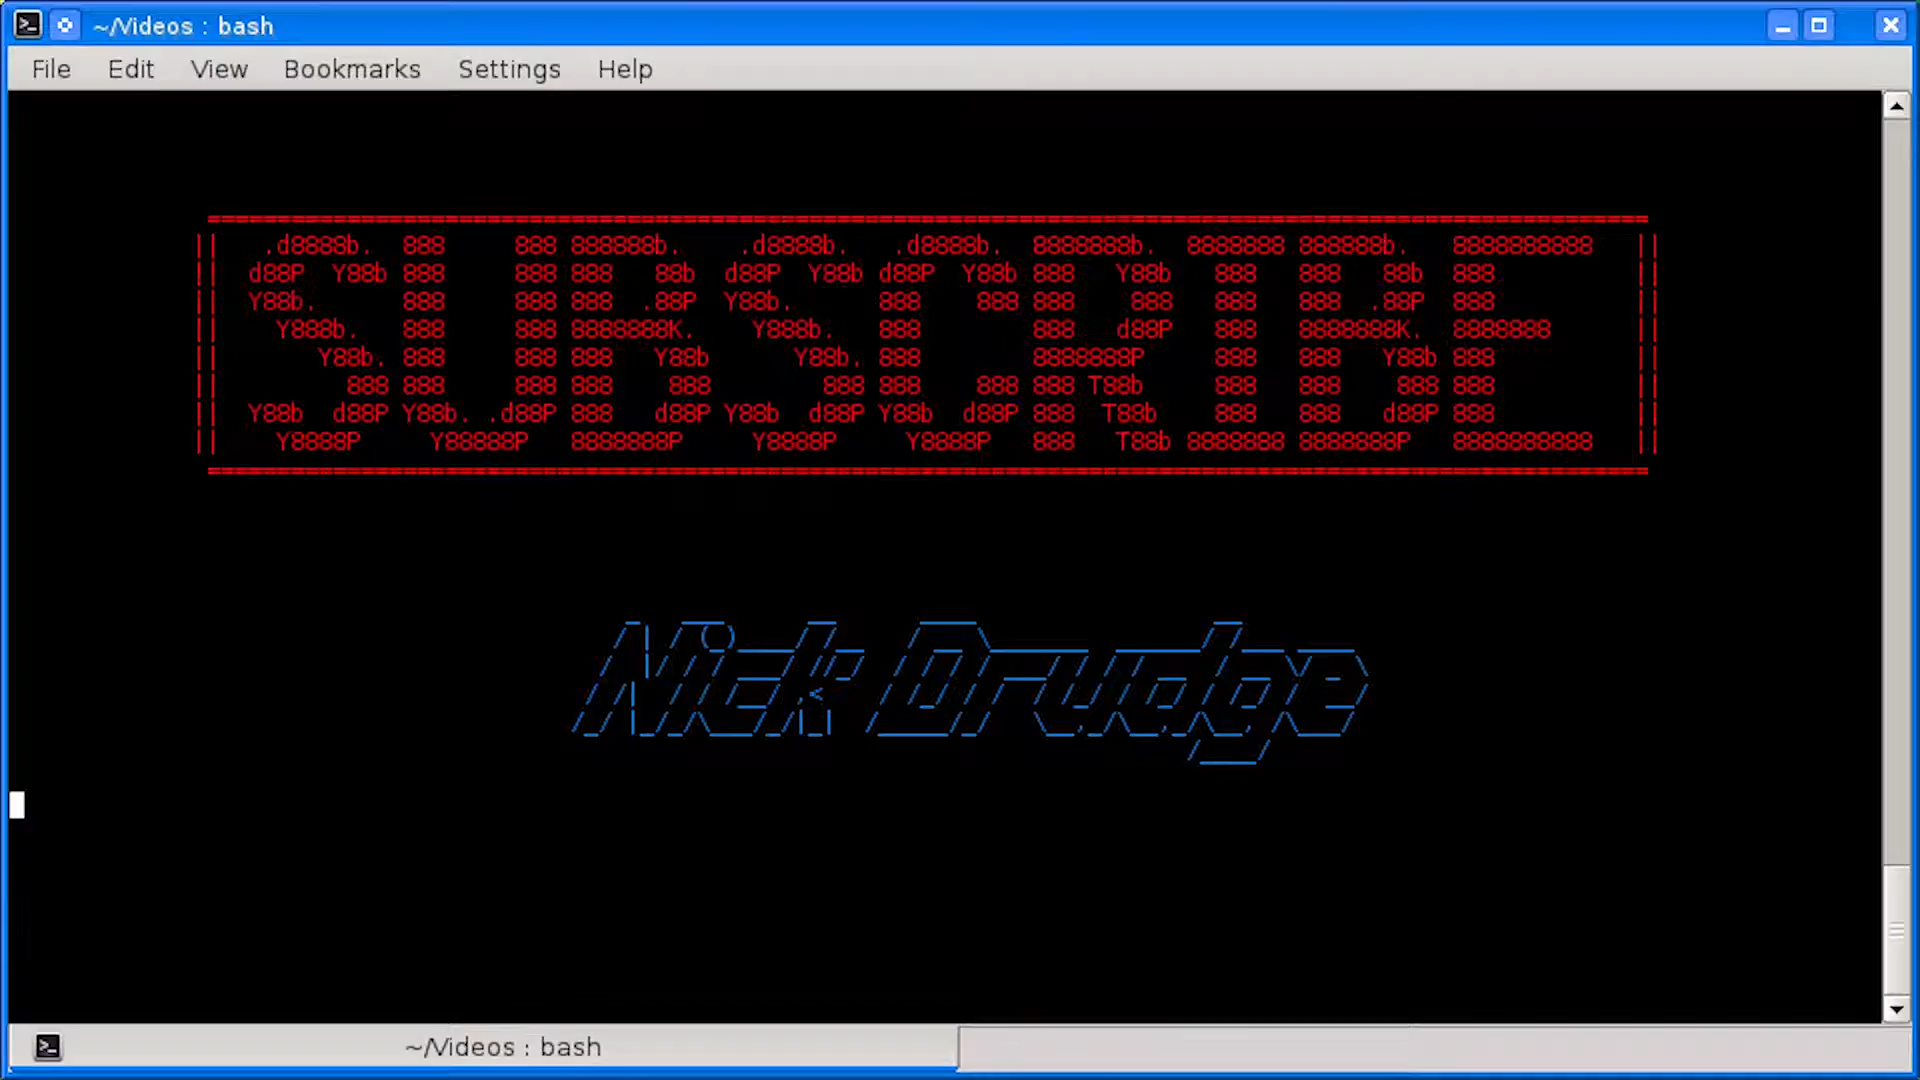 ~/Videos : bash
File Edit View Bookmarks Settings Help
SUBSCRIBE
Nick Drudge
~/Videos : bash